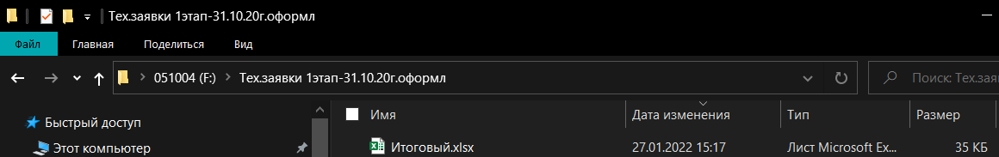 Тех.заявки 1этап-31.10.20г.оформл
Файл Главная Поделиться Вид
051004 (F:) Тех.заявки 1этап-31.10.20г.оформл Поиск: Тех.зая
Быстрый доступ Имя Дата изменения Тип Размер
Этот компьютер Итоговый.xlsx 27.01.2022 15:17 Лист Microsoft Ex... 35 КБ